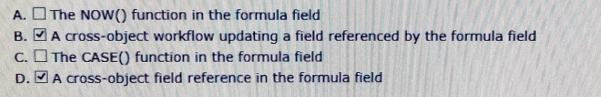 A. ☐ The NOW() function in the formula field
B. ☑ A cross-object workflow updating a field referenced by the formula field
C. ☐ The CASE() function in the formula field
D. ☑ A cross-object field reference in the formula field